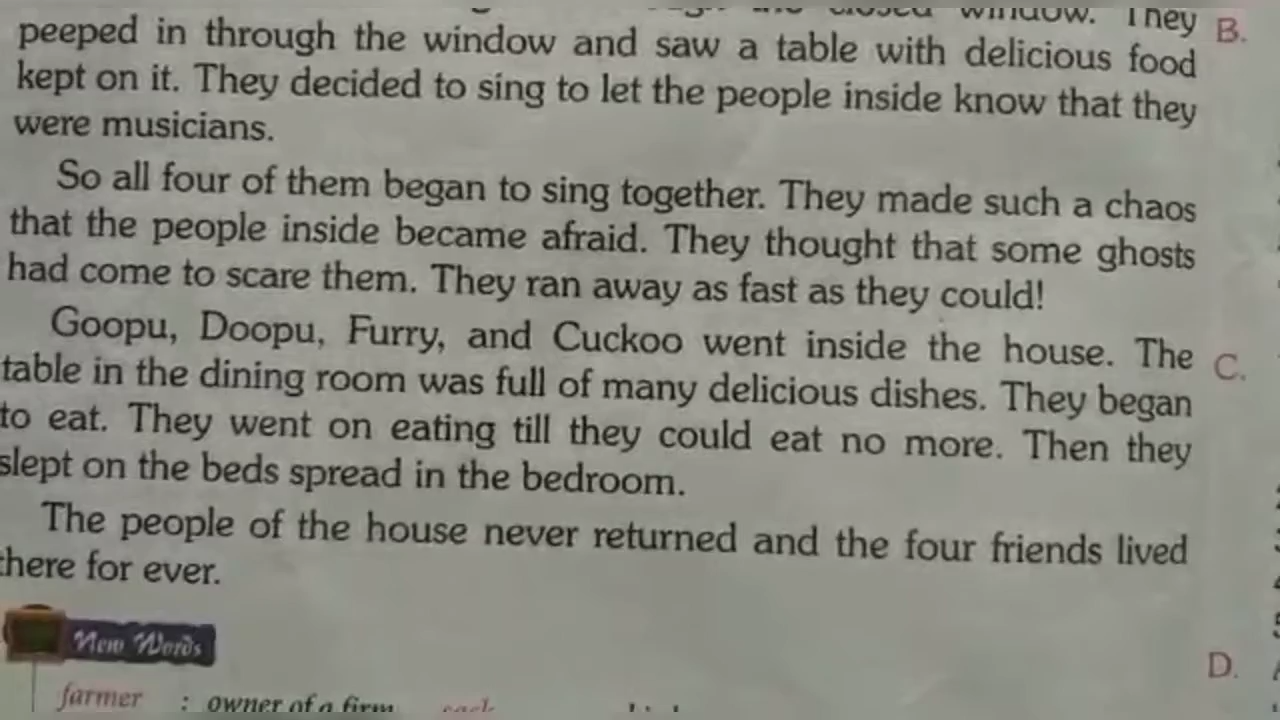 closed window. They
peeped in through the window and saw a table with delicious food
kept on it. They decided to sing to let the people inside know that they
were musicians.
So all four of them began to sing together. They made such a chaos
that the people inside became afraid. They thought that some ghosts
had come to scare them. They ran away as fast as they could!
Goopu, Doopu, Furry, and Cuckoo went inside the house. The
table in the dining room was full of many delicious dishes. They began
to eat. They went on eating till they could eat no more. Then they
slept on the beds spread in the bedroom.
The people of the house never returned and the four friends lived
there for ever.
New Words
farmer : owner of a firm
B.
C.
D.